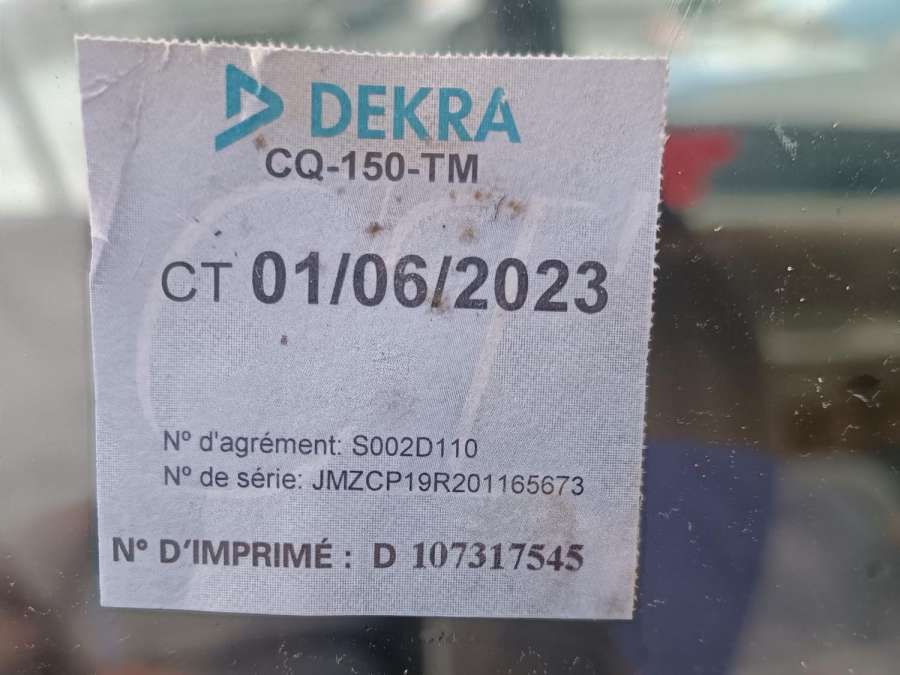 DEKRA
CQ-150-TM
CT 01/06/2023
N° d'agrément: S002D110
N° de série: JMZCP19R201165673
N° D'IMPRIMÉ : D 107317545